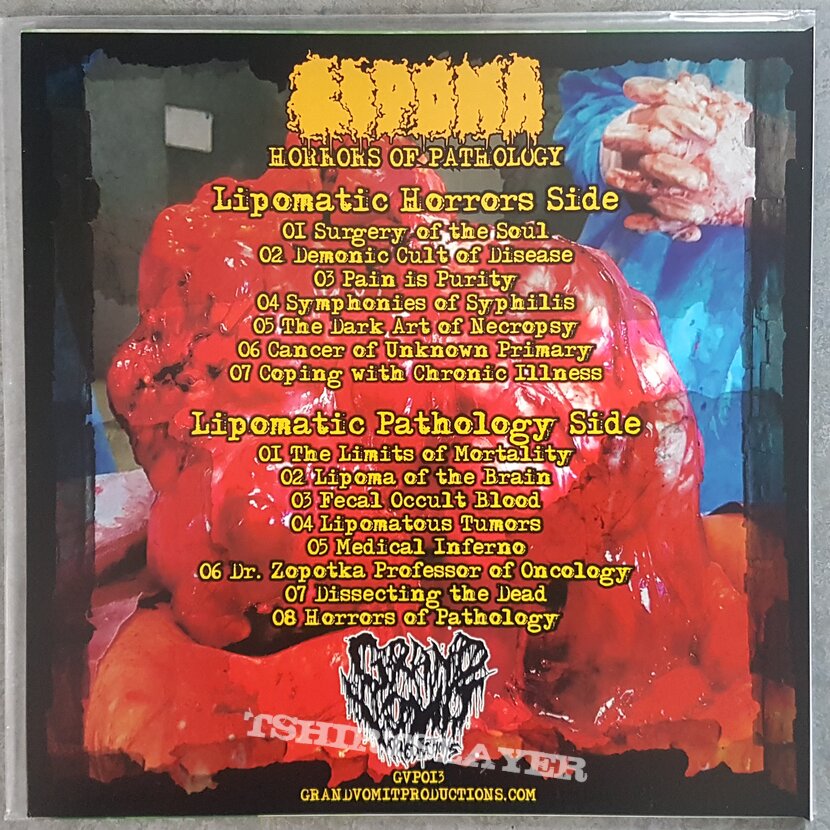 LIPOMA
HORRORS OF PATHOLOGY
Lipomatic Horrors Side
01 Surgery of the Soul
02 Demonic Cult of Disease
03 Pain is Purity
04 Symphonies of Syphilis
05 The Dark Art of Necropsy
06 Cancer of Unknown Primary
07 Coping with Chronic Illness
Lipomatic Pathology Side
01 The Limits of Mortality
02 Lipoma of the Brain
03 Fecal Occult Blood
04 Lipomatous Tumors
05 Medical Inferno
06 Dr. Zopotka Professor of Oncology
07 Dissecting the Dead
08 Horrors of Pathology
GRAND
VOMIT
TSHIRTSLAYER
GVP013
GRANDVOMITPRODUCTIONS.COM